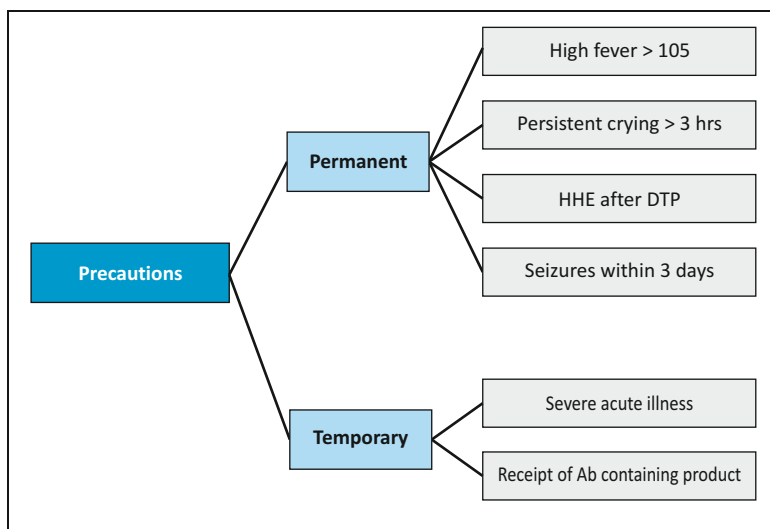 Precautions
Permanent
High fever > 105
Persistent crying > 3 hrs
HHE after DTP
Seizures within 3 days
Temporary
Severe acute illness
Receipt of Ab containing product